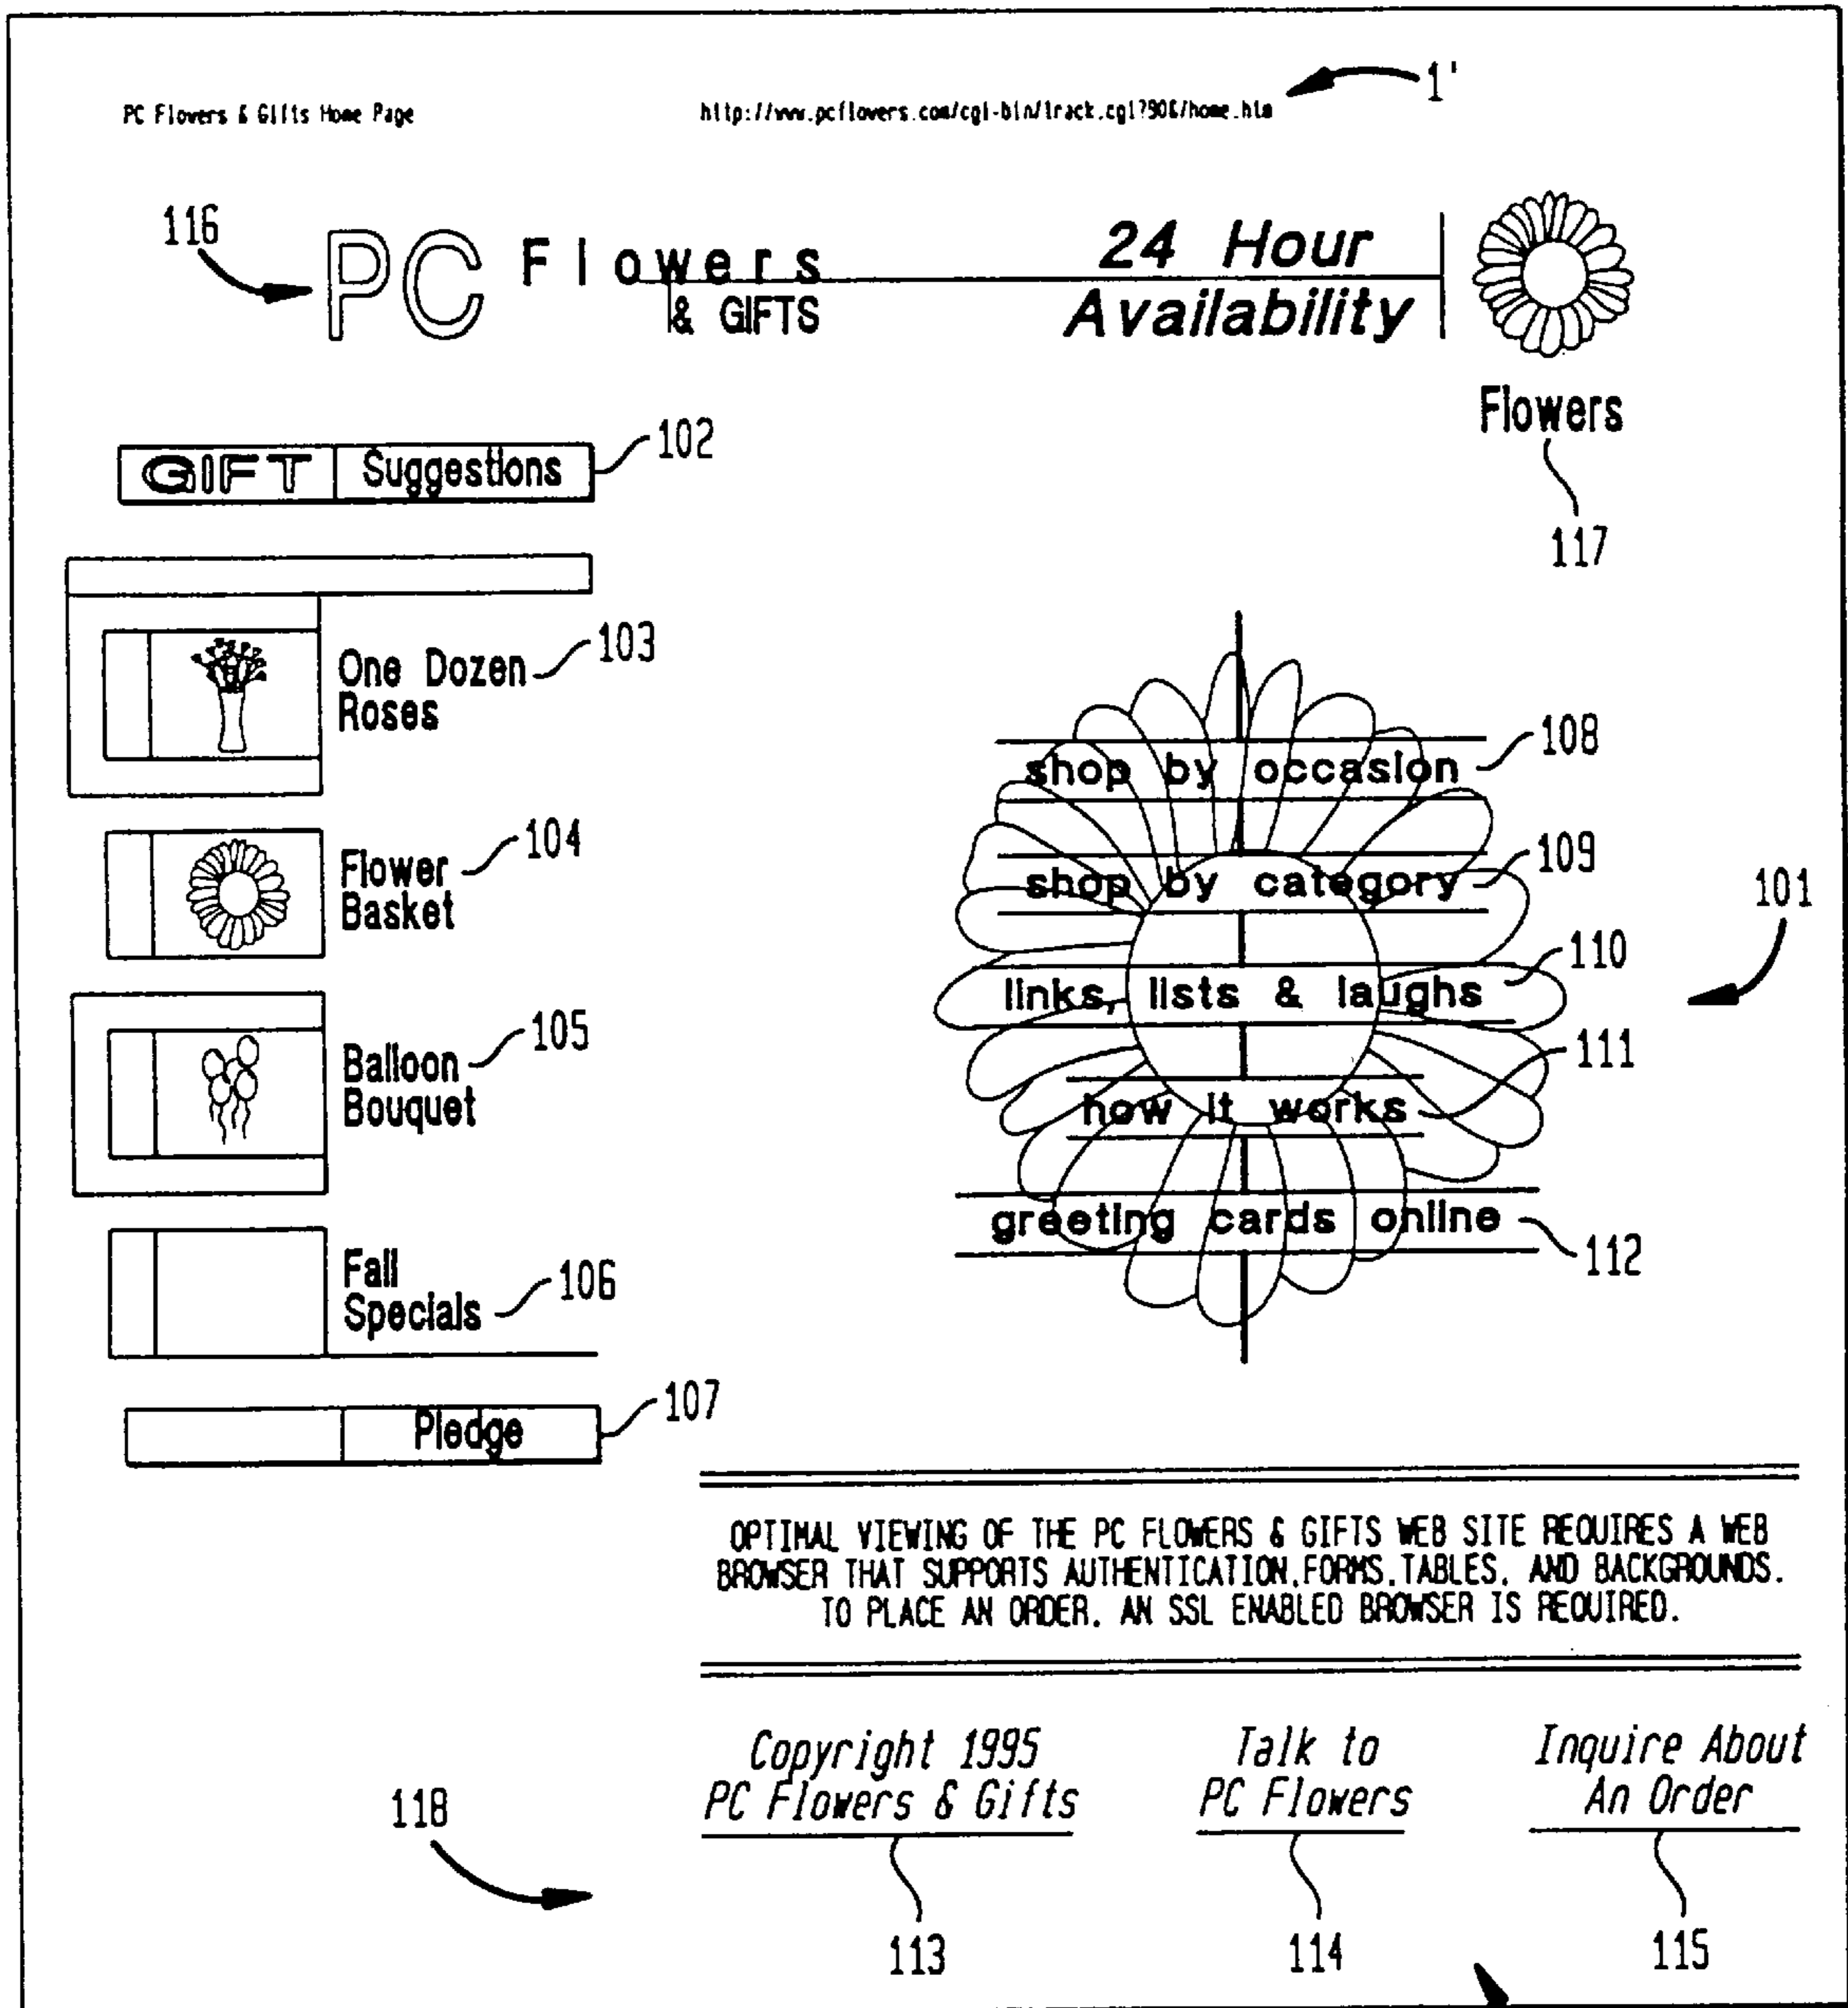 1'
PC Flowers & Gifts Home Page
http://www.pcflowers.com/cgi-bin/track.cgi?906/home.htm
116
PC Flowers
& GIFTS
24 Hour
Availability
Flowers
117
GIFT Suggestions
102
One Dozen
Roses
103
Flower
Basket
104
Balloon
Bouquet
105
Fall
Specials
106
Pledge
107
shop by occasion
108
shop by category
109
101
links, lists & laughs
110
how it works
111
greeting cards online
112
OPTIMAL VIEWING OF THE PC FLOWERS & GIFTS WEB SITE REQUIRES A WEB
BROWSER THAT SUPPORTS AUTHENTICATION.FORMS.TABLES. AND BACKGROUNDS.
TO PLACE AN ORDER. AN SSL ENABLED BROWSER IS REQUIRED.
118
Copyright 1995
PC Flowers & Gifts
113
Talk to
PC Flowers
114
Inquire About
An Order
115